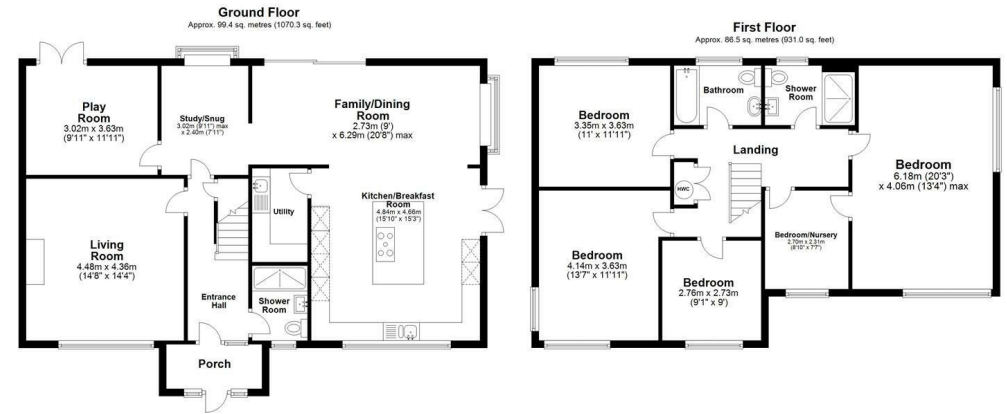 Ground Floor
Approx. 99.4 sq. metres (1070.3 sq. feet)
Play
Room
3.02m x 3.63m
(9'11" x 11'11")
Study/Snug
3.02m (9'11") max
x 2.40m (7'11")
Family/Dining
Room
2.73m (9')
x 6.29m (20'8") max
Living
Room
4.48m x 4.36m
(14'8" x 14'4")
Utility
Kitchen/Breakfast
Room
4.84m x 4.66m
(15'10" x 15'3")
Entrance
Hall
Shower
Room
Porch
First Floor
Approx. 86.5 sq. metres (931.0 sq. feet)
Bedroom
3.35m x 3.63m
(11' x 11'11")
Bathroom
Shower
Room
Landing
HWC
Bedroom
6.18m (20'3")
x 4.06m (13'4") max
Bedroom/Nursery
2.70m x 2.31m
(8'10" x 7'7")
Bedroom
4.14m x 3.63m
(13'7" x 11'11")
Bedroom
2.76m x 2.73m
(9'1" x 9')